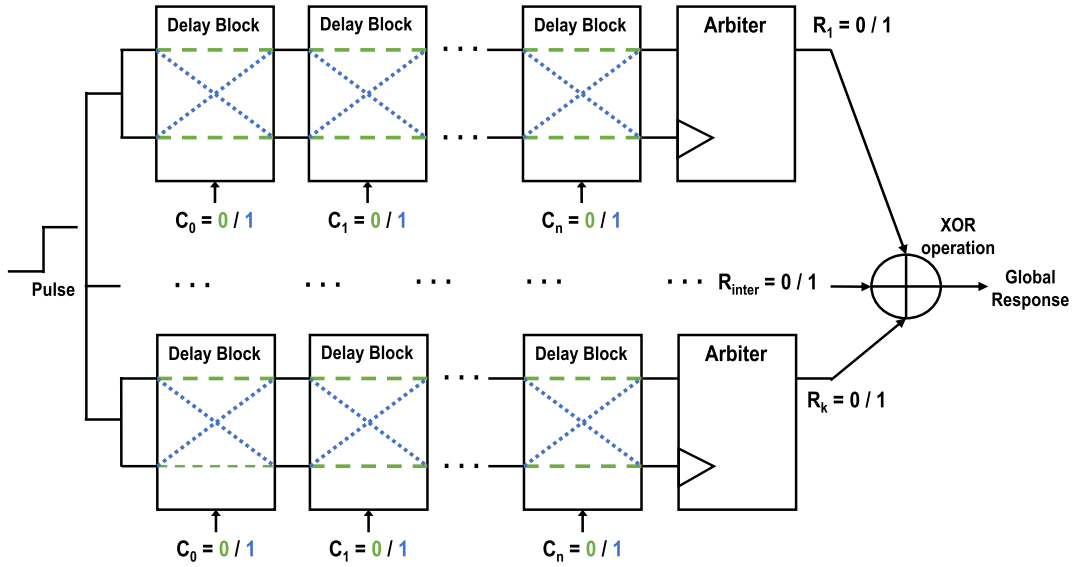 Delay Block
Delay Block
Delay Block
Arbiter
R1 = 0 / 1
C0 = 0 / 1
C1 = 0 / 1
Cn = 0 / 1
XOR
operation
Pulse
Rinter = 0 / 1
Global
Response
Delay Block
Delay Block
Delay Block
Arbiter
Rk = 0 / 1
C0 = 0 / 1
C1 = 0 / 1
Cn = 0 / 1